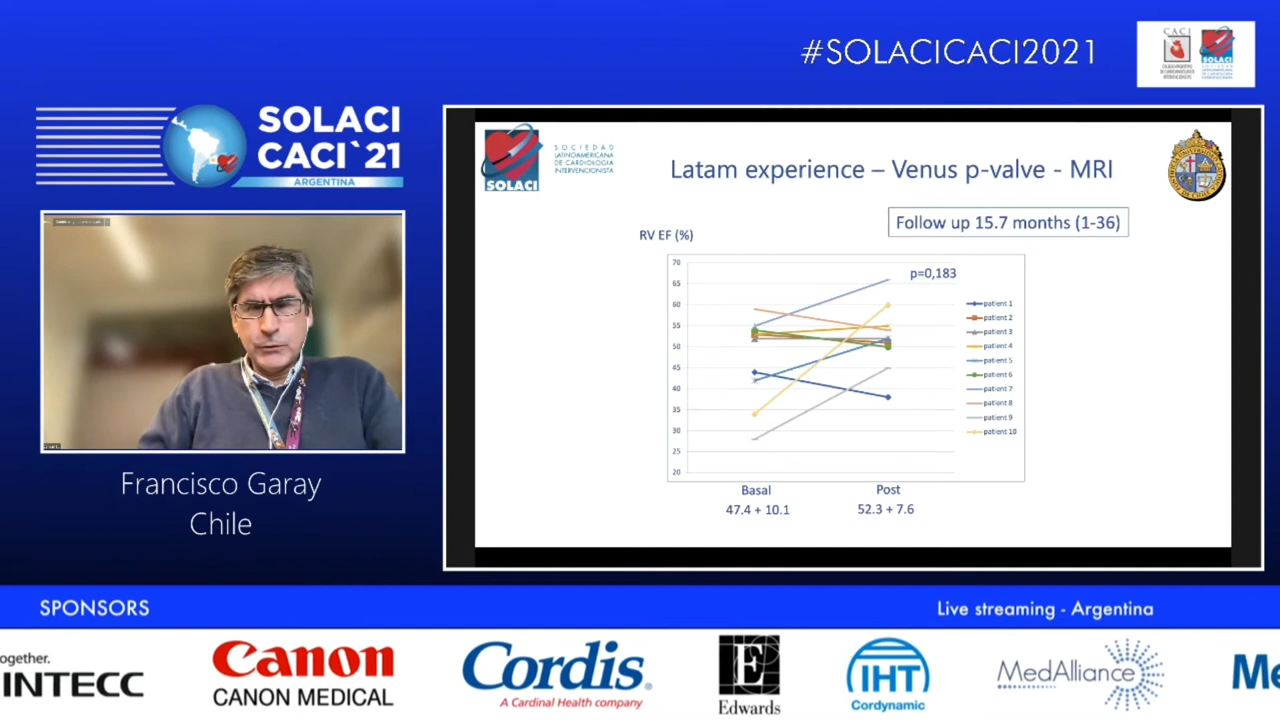 #SOLACICACI2021
CACI
SOLACI
SOLACI
CACI`21
ARGENTINA
SOLACI
SOCIEDAD
LATINOAMERICANA
DE CARDIOLOGIA
INTERVENCIONISTA
Latam experience – Venus p-valve - MRI
Follow up 15.7 months (1-36)
RV EF (%)
p=0,183
70
65
60
55
50
45
40
35
30
25
20
patient 1
patient 2
patient 3
patient 4
patient 5
patient 6
patient 7
patient 8
patient 9
patient 10
Basal
Post
47.4 + 10.1
52.3 + 7.6
Francisco Garay
Chile
SPONSORS
Live streaming - Argentina
ogether.
INTECC
Canon
CANON MEDICAL
Cordis®
A Cardinal Health company
E
Edwards
IHT
Cordynamic
MedAlliance
Me